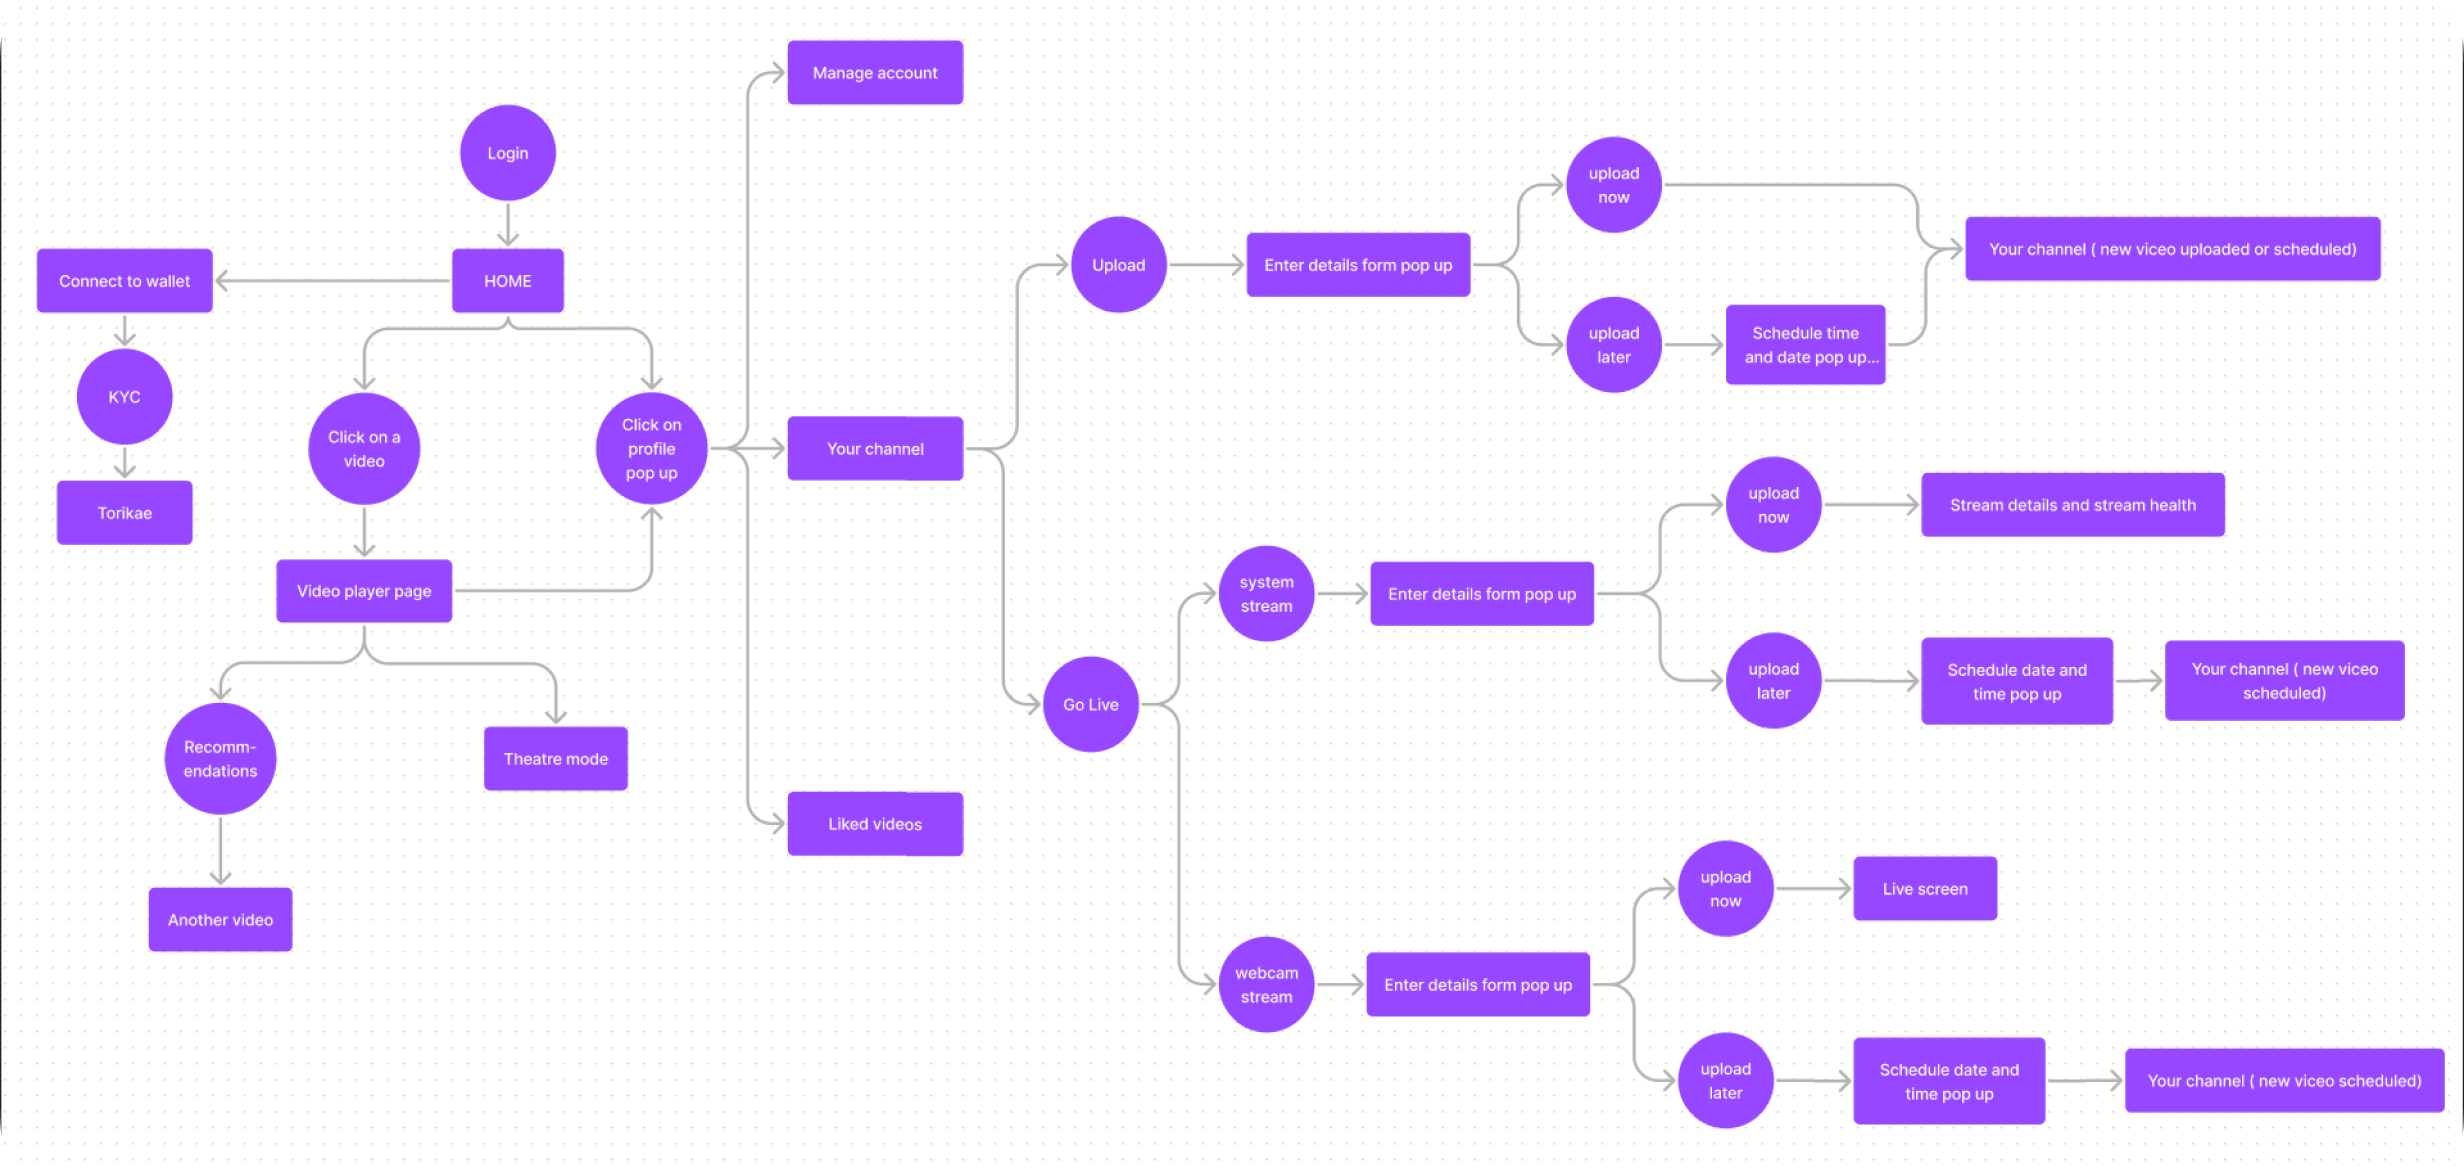 Manage account
Login
Connect to wallet
HOME
KYC
Torikae
Click on a
video
Click on
profile
pop up
Video player page
Recomm-
endations
Theatre mode
Another video
Your channel
Liked videos
Upload
Enter details form pop up
upload
now
upload
later
Schedule time
and date pop up...
Your channel ( new viceo uploaded or scheduled)
Go Live
system
stream
Enter details form pop up
upload
now
Stream details and stream health
upload
later
Schedule date and
time pop up
Your channel ( new viceo
scheduled)
webcam
stream
Enter details form pop up
upload
now
Live screen
upload
later
Schedule date and
time pop up
Your channel ( new viceo scheduled)